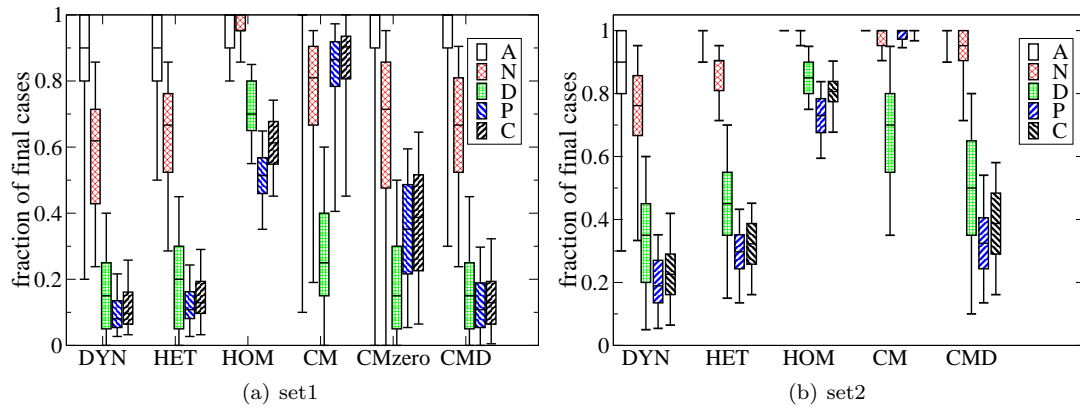 fraction of final cases
1
0.8
0.6
0.4
0.2
0
DYN HET HOM CM CMzero CMD
A
N
D
P
C
(a) set1
fraction of final cases
1
0.8
0.6
0.4
0.2
0
DYN HET HOM CM CMD
A
N
D
P
C
(b) set2